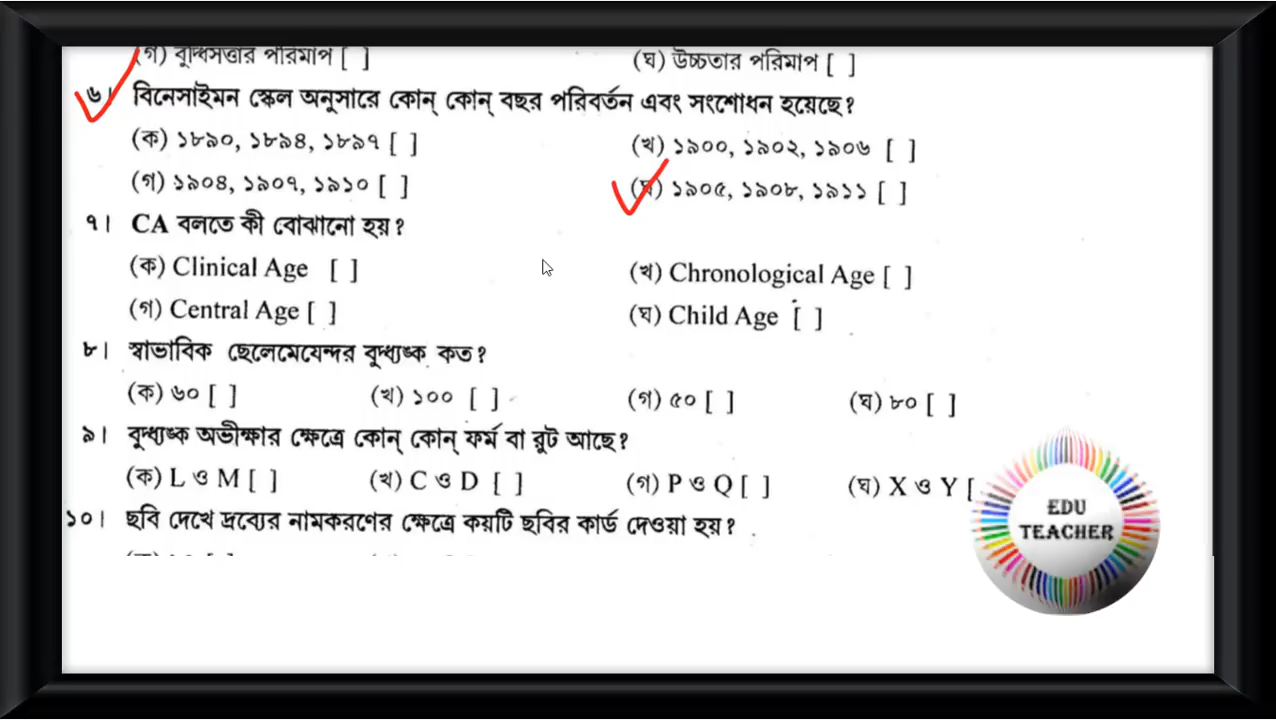 (গ) বুদ্ধিসত্তার পরিমাপ [ ] (ঘ) উচ্চতার পরিমাপ [ ]
৬। বিনেসাইমন স্কেল অনুসারে কোন্ কোন্ বছর পরিবর্তন এবং সংশোধন হয়েছে?
(ক) ১৮৯০, ১৮৯৪, ১৮৯৭ [ ] (খ) ১৯০০, ১৯০২, ১৯০৬ [ ]
(গ) ১৯০৪, ১৯০৭, ১৯১০ [ ] (ঘ) ১৯০৫, ১৯০৮, ১৯১১ [ ]
৭। CA বলতে কী বোঝানো হয়?
(ক) Clinical Age [ ] (খ) Chronological Age [ ]
(গ) Central Age [ ] (ঘ) Child Age [ ]
৮। স্বাভাবিক ছেলেমেয়েদের বুদ্ধ্যঙ্ক কত?
(ক) ৬০ [ ] (খ) ১০০ [ ] (গ) ৫০ [ ] (ঘ) ৮০ [ ]
৯। বুদ্ধ্যঙ্ক অভীক্ষার ক্ষেত্রে কোন্ কোন্ ফর্ম বা রুট আছে?
(ক) L ও M [ ] (খ) C ও D [ ] (গ) P ও Q [ ] (ঘ) X ও Y [
১০। ছবি দেখে দ্রব্যের নামকরণের ক্ষেত্রে কয়টি ছবির কার্ড দেওয়া হয়?
EDU
TEACHER